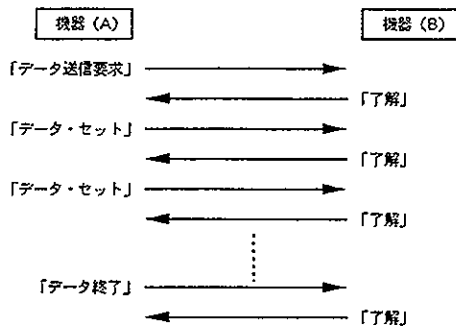 機器 (A) 機器 (B)
「データ送信要求」
「了解」
「データ・セット」
「了解」
「データ・セット」
「了解」
「データ終了」
「了解」